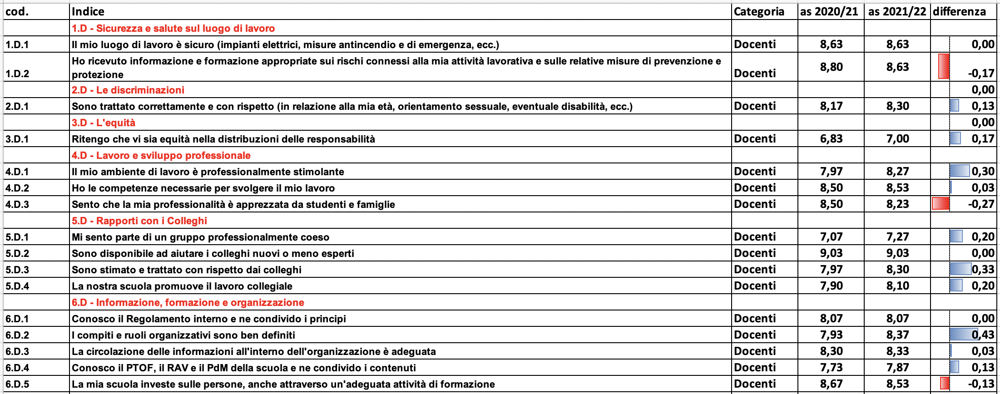 cod. Indice Categoria as 2020/21 as 2021/22 differenza
1.D - Sicurezza e salute sul luogo di lavoro
1.D.1 Il mio luogo di lavoro è sicuro (impianti elettrici, misure antincendio e di emergenza, ecc.) Docenti 8,63 8,63 0,00
1.D.2 Ho ricevuto informazione e formazione appropriate sui rischi connessi alla mia attività lavorativa e sulle relative misure di prevenzione e
protezione Docenti 8,80 8,63 -0,17
2.D - Le discriminazioni 0,00
2.D.1 Sono trattato correttamente e con rispetto (in relazione alla mia età, orientamento sessuale, eventuale disabilità, ecc.) Docenti 8,17 8,30 0,13
3.D - L'equità 0,00
3.D.1 Ritengo che vi sia equità nella distribuzioni delle responsabilità Docenti 6,83 7,00 0,17
4.D - Lavoro e sviluppo professionale
4.D.1 Il mio ambiente di lavoro è professionalmente stimolante Docenti 7,97 8,27 0,30
4.D.2 Ho le competenze necessarie per svolgere il mio lavoro Docenti 8,50 8,53 0,03
4.D.3 Sento che la mia professionalità è apprezzata da studenti e famiglie Docenti 8,50 8,23 -0,27
5.D - Rapporti con i Colleghi
5.D.1 Mi sento parte di un gruppo professionalmente coeso Docenti 7,07 7,27 0,20
5.D.2 Sono disponibile ad aiutare i colleghi nuovi o meno esperti Docenti 9,03 9,03 0,00
5.D.3 Sono stimato e trattato con rispetto dai colleghi Docenti 7,97 8,30 0,33
5.D.4 La nostra scuola promuove il lavoro collegiale Docenti 7,90 8,10 0,20
6.D - Informazione, formazione e organizzazione
6.D.1 Conosco il Regolamento interno e ne condivido i principi Docenti 8,07 8,07 0,00
6.D.2 I compiti e ruoli organizzativi sono ben definiti Docenti 7,93 8,37 0,43
6.D.3 La circolazione delle informazioni all'interno dell'organizzazione è adeguata Docenti 8,30 8,33 0,03
6.D.4 Conosco il PTOF, il RAV e il PdM della scuola e ne condivido i contenuti Docenti 7,73 7,87 0,13
6.D.5 La mia scuola investe sulle persone, anche attraverso un'adeguata attività di formazione Docenti 8,67 8,53 -0,13